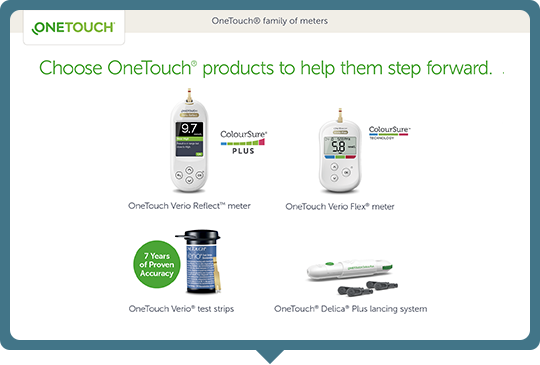 ONETOUCH®
OneTouch® family of meters
Choose OneTouch® products to help them step forward. .
9.7
ColourSure®
PLUS
ColourSure™
TECHNOLOGY
5.8
OneTouch Verio Reflect™ meter
OneTouch Verio Flex® meter
7 Years
of Proven
Accuracy
OneTouch Verio® test strips
OneTouch® Delica® Plus lancing system